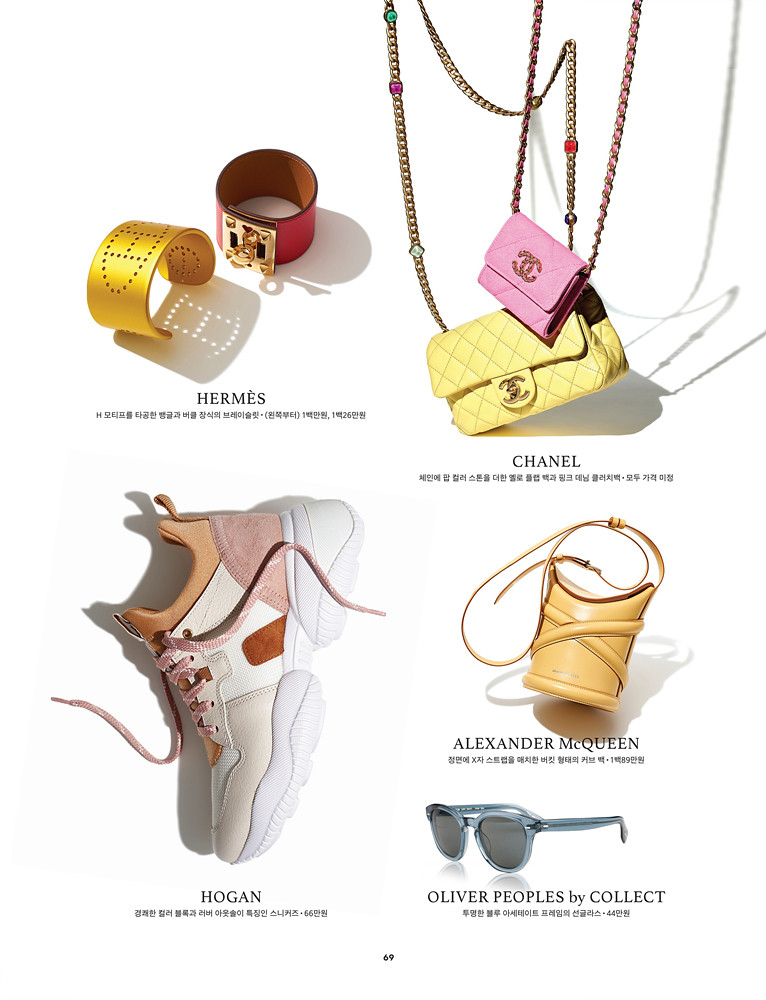 HERMÈS
H 모티프를 타공한 뱅글과 버클 장식의 브레이슬릿 • (왼쪽부터) 1백만원, 1백26만원
CHANEL
체인에 팝 컬러 스톤을 더한 옐로 플랩 백과 핑크 데님 클러치백 • 모두 가격 미정
HOGAN
경쾌한 컬러 블록과 러버 아웃솔이 특징인 스니커즈 • 66만원
ALEXANDER McQUEEN
정면에 X자 스트랩을 매치한 버킷 형태의 커브 백 • 1백89만원
OLIVER PEOPLES by COLLECT
투명한 블루 아세테이트 프레임의 선글라스 • 44만원
69